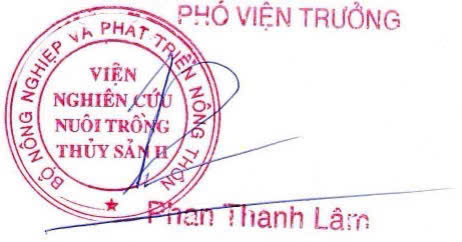 PHÓ VIỆN TRƯỞNG
BỘ NÔNG NGHIỆP VÀ PHÁT TRIỂN NÔNG THÔN
VIỆN
NGHIÊN CỨU
NUÔI TRỒNG
THỦY SẢN II
Phan Thanh Lâm